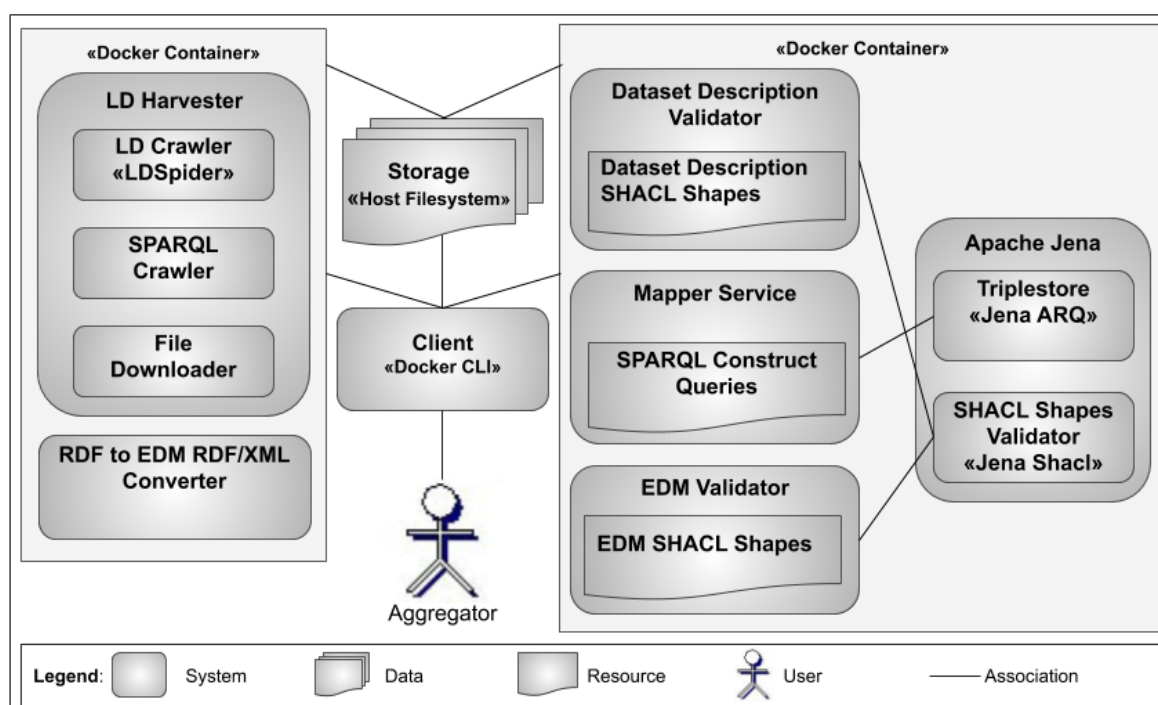 «Docker Container»
LD Harvester
LD Crawler
«LDSpider»
SPARQL
Crawler
File
Downloader
RDF to EDM RDF/XML
Converter
Storage
«Host Filesystem»
Client
«Docker CLI»
Aggregator
«Docker Container»
Dataset Description
Validator
Dataset Description
SHACL Shapes
Mapper Service
SPARQL Construct
Queries
EDM Validator
EDM SHACL Shapes
Apache Jena
Triplestore
«Jena ARQ»
SHACL Shapes
Validator
«Jena Shacl»
Legend: System Data Resource User Association